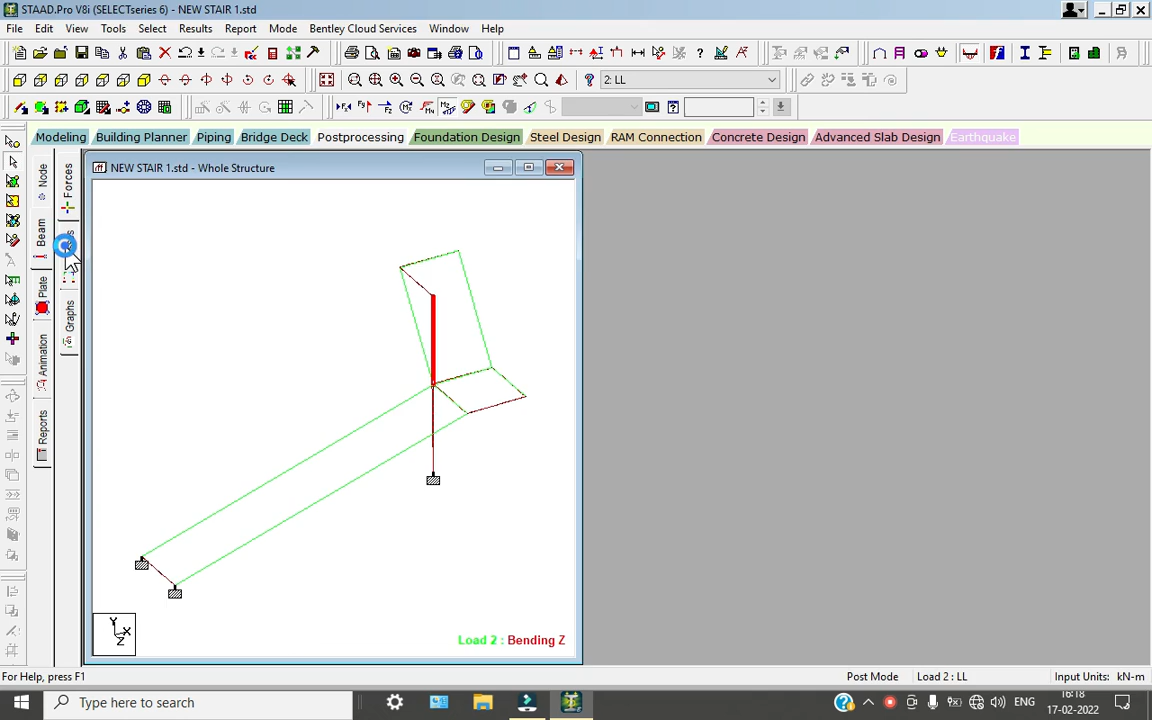 STAAD.Pro V8i (SELECTseries 6) - NEW STAIR 1.std
File Edit View Tools Select Results Report Mode Bentley Cloud Services Window Help
2: LL
Modeling Building Planner Piping Bridge Deck Postprocessing Foundation Design Steel Design RAM Connection Concrete Design Advanced Slab Design Earthquake
NEW STAIR 1.std - Whole Structure
Node
Beam
Plate
Animation
Reports
Forces
Graphs
Y
X
Z
Load 2 : Bending Z
For Help, press F1
Post Mode
Load 2 : LL
Input Units: kN-m
Type here to search
ENG
16:18
17-02-2022